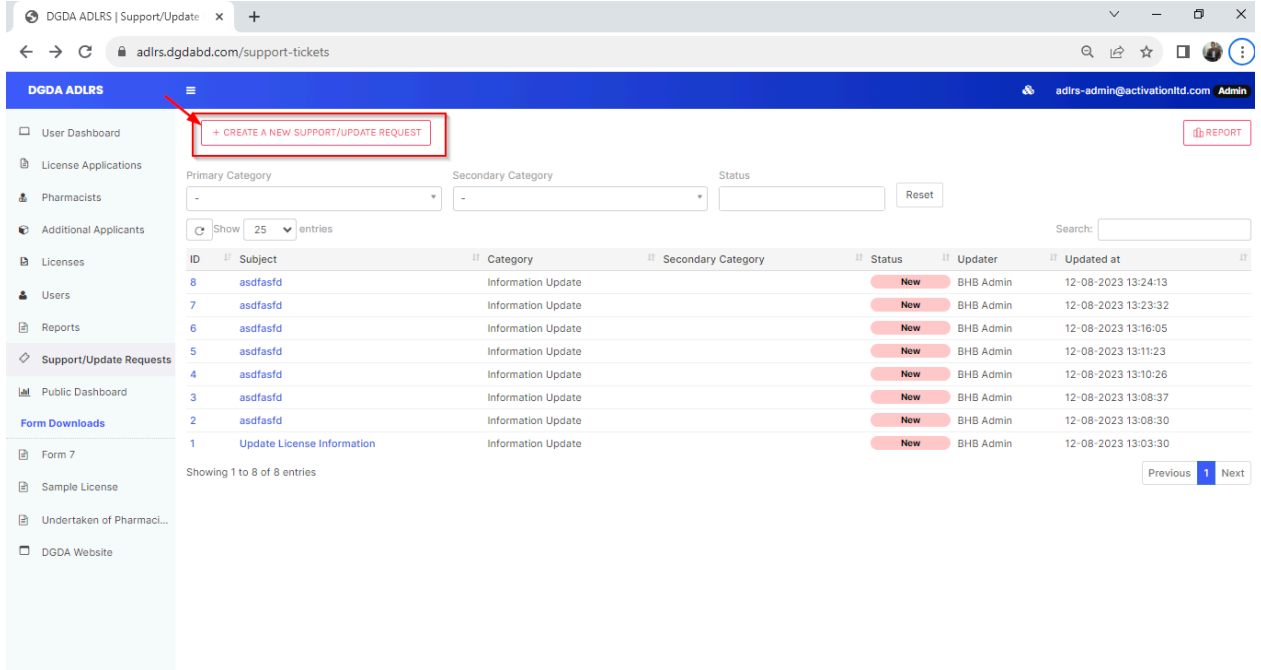 DGDA ADLRS | Support/Update
adlrs.dgdabd.com/support-tickets
DGDA ADLRS
adlrs-admin@activationltd.com Admin
User Dashboard
License Applications
Pharmacists
Additional Applicants
Licenses
Users
Reports
Support/Update Requests
Public Dashboard
Form Downloads
Form 7
Sample License
Undertaken of Pharmaci...
DGDA Website
+ CREATE A NEW SUPPORT/UPDATE REQUEST
REPORT
Primary Category Secondary Category Status
- - Reset
Show 25 entries Search:
ID Subject Category Secondary Category Status Updater Updated at
8 asdfasfd Information Update New BHB Admin 12-08-2023 13:24:13
7 asdfasfd Information Update New BHB Admin 12-08-2023 13:23:32
6 asdfasfd Information Update New BHB Admin 12-08-2023 13:16:05
5 asdfasfd Information Update New BHB Admin 12-08-2023 13:11:23
4 asdfasfd Information Update New BHB Admin 12-08-2023 13:10:26
3 asdfasfd Information Update New BHB Admin 12-08-2023 13:08:37
2 asdfasfd Information Update New BHB Admin 12-08-2023 13:08:30
1 Update License Information Information Update New BHB Admin 12-08-2023 13:03:30
Showing 1 to 8 of 8 entries Previous 1 Next